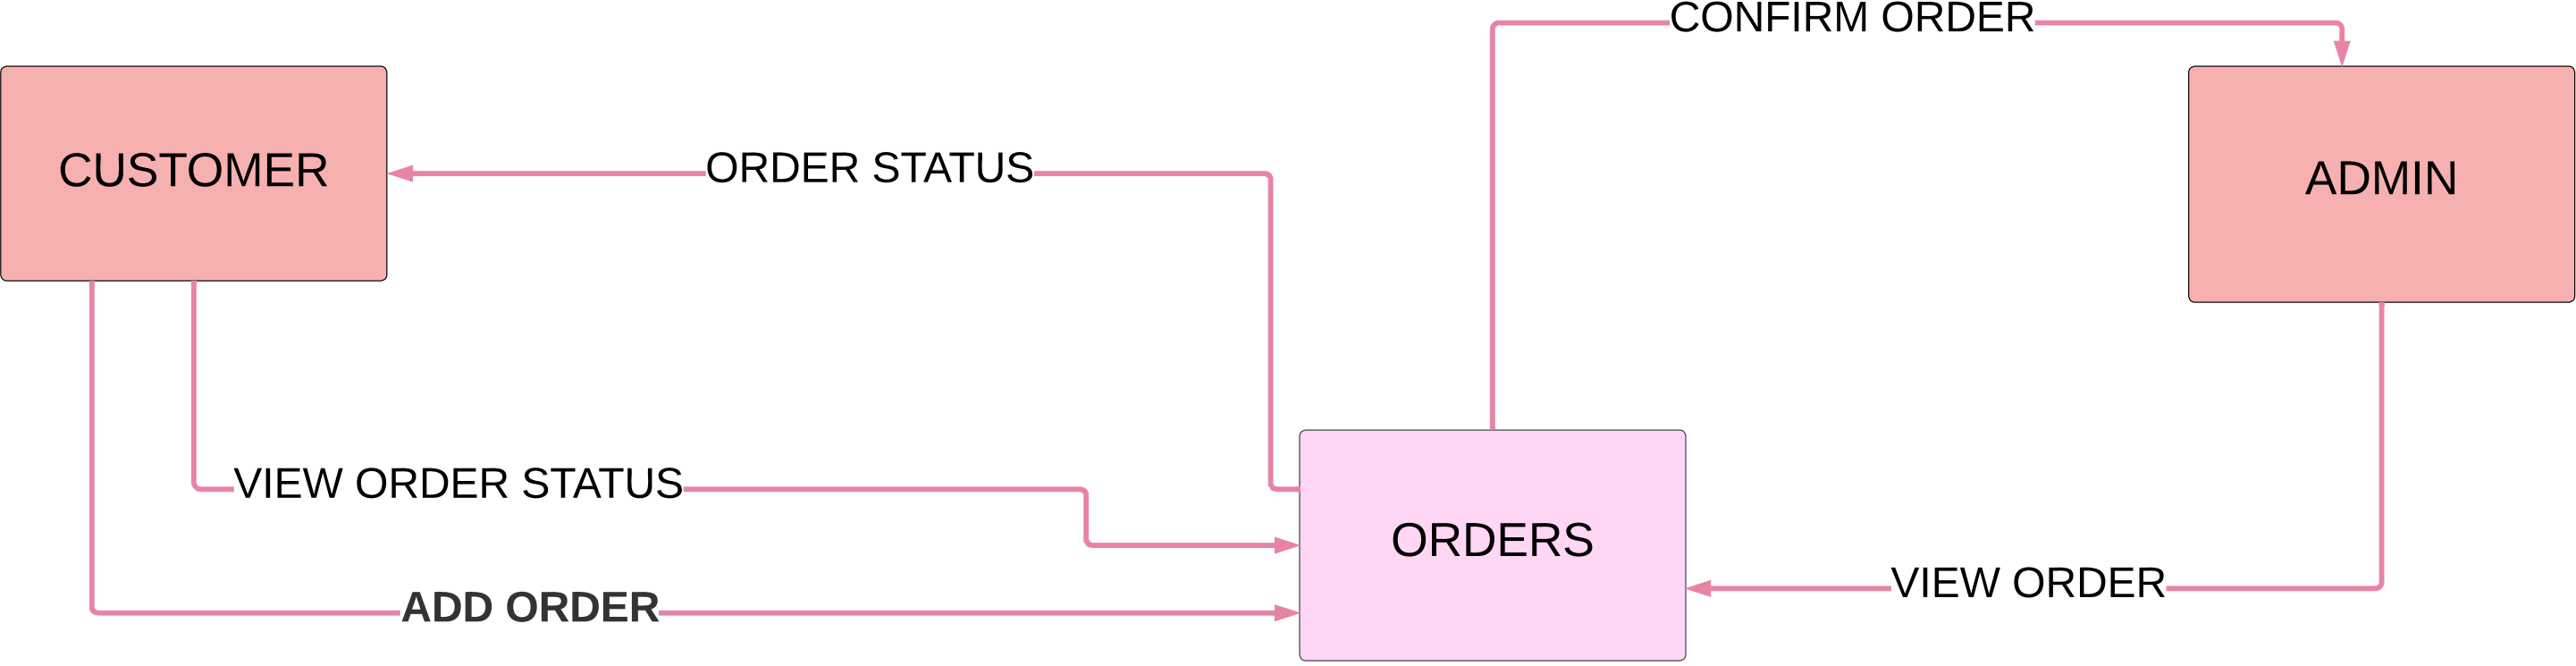 CONFIRM ORDER
CUSTOMER
ORDER STATUS
ADMIN
VIEW ORDER STATUS
ORDERS
VIEW ORDER
ADD ORDER